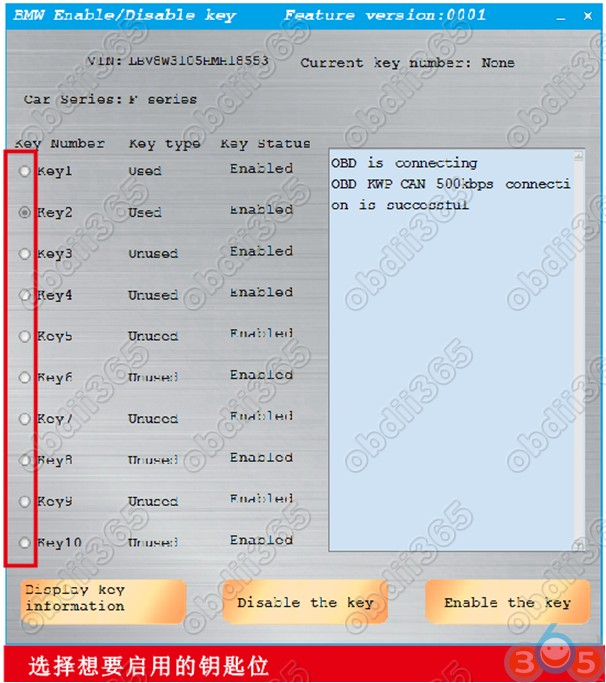 BMW Enable/Disable key Feature version:0001
Current key number: None
Car Series: F series
Key Number Key type Key Status
Key1 Used Enabled
Key2 Used Enabled
Key3 Unused Enabled
Key4 Unused Enabled
Key5 Unused Enabled
Key6 Unused Enabled
Key7 Unused Enabled
Key8 Unused Enabled
Key9 Unused Enabled
Key10 Unused Enabled
OBD is connecting
OBD KWP CAN 500kbps connecti
on is successful
Display key
information
Disable the key
Enable the key
选择想要启用的钥匙位
365
obdii365